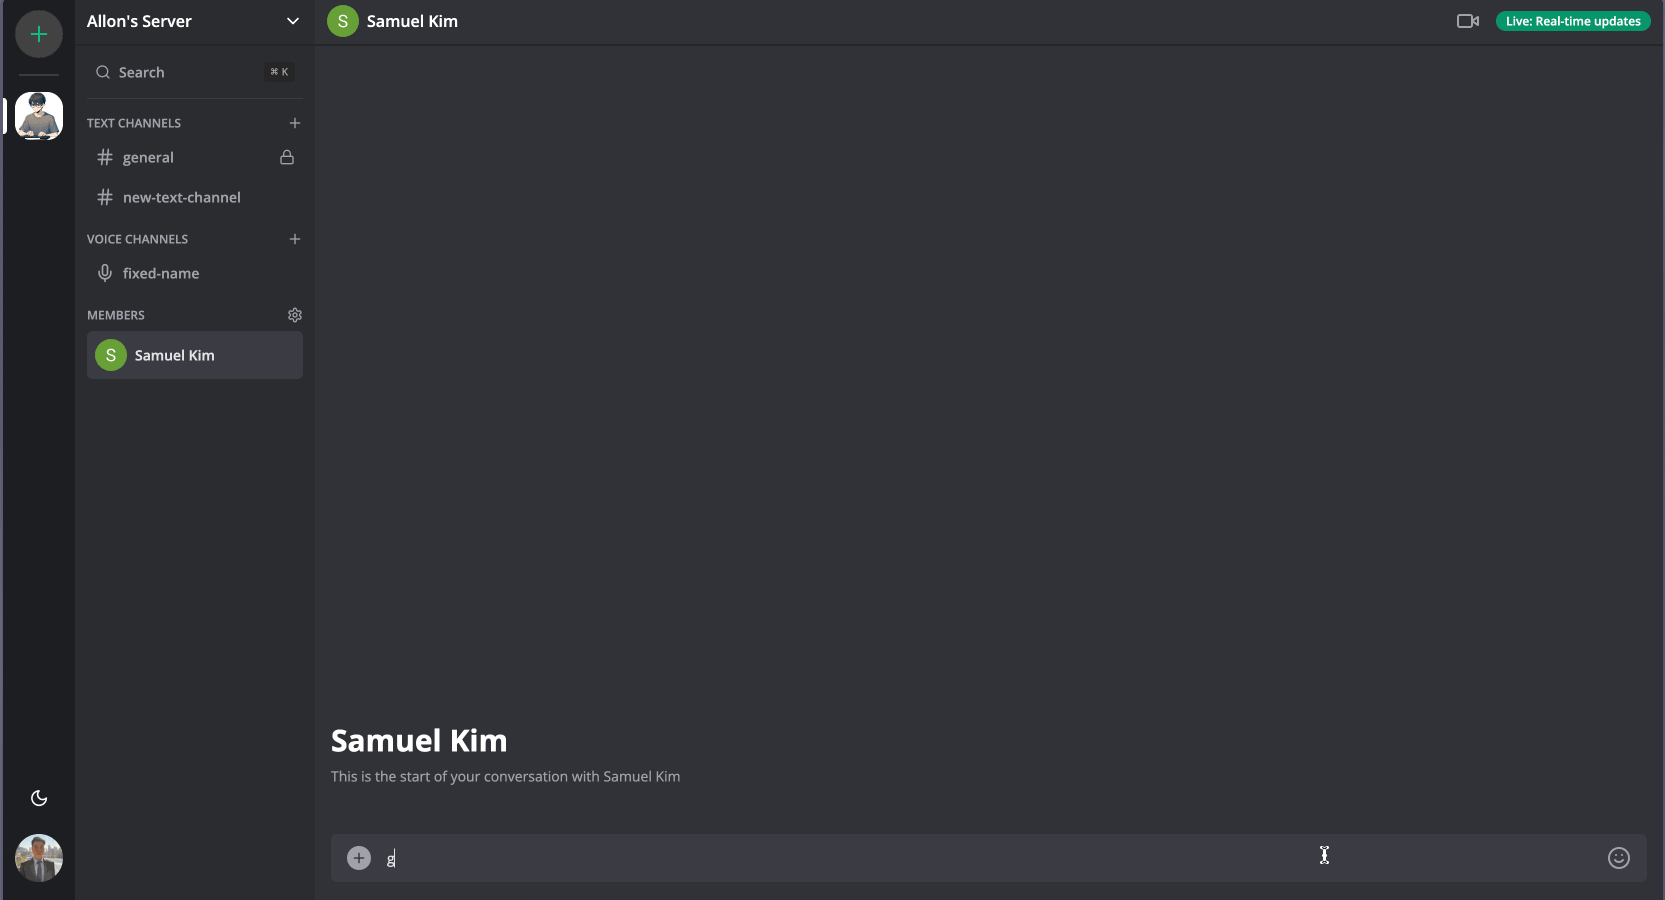 Allon's Server
Search
⌘ K
TEXT CHANNELS
general
new-text-channel
VOICE CHANNELS
fixed-name
MEMBERS
S
Samuel Kim
S
Samuel Kim
Live: Real-time updates
Samuel Kim
This is the start of your conversation with Samuel Kim
g